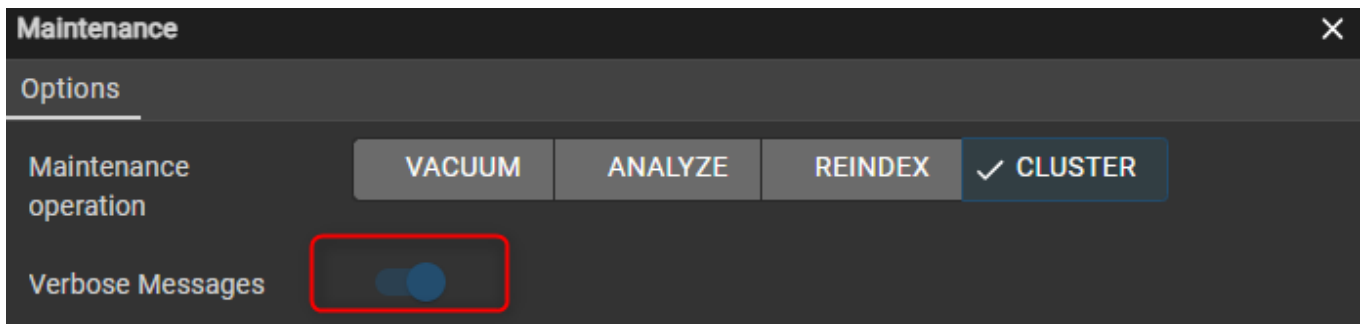 Maintenance
Options
Maintenance operation VACUUM ANALYZE REINDEX CLUSTER
Verbose Messages